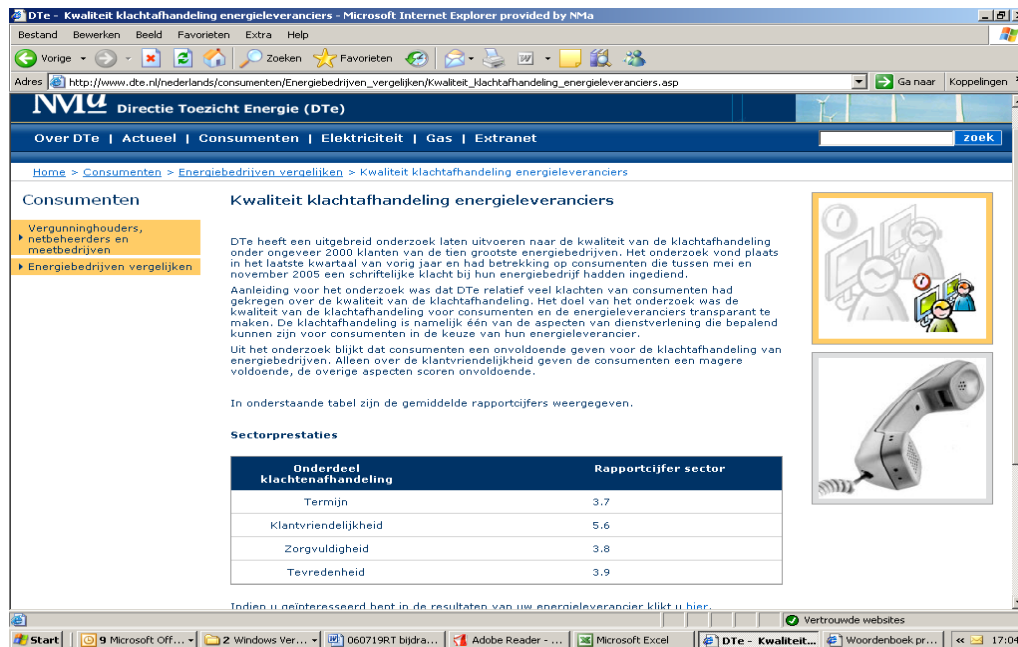 DTe - Kwaliteit klachtafhandeling energieleveranciers - Microsoft Internet Explorer provided by NMa
Bestand Bewerken Beeld Favorieten Extra Help
Vorige Zoeken Favorieten
Adres http://www.dte.nl/nederlands/consumenten/Energiebedrijven_vergelijken/Kwaliteit_klachtafhandeling_energieleveranciers.asp Ga naar Koppelingen »
NMa Directie Toezicht Energie (DTe)
Over DTe | Actueel | Consumenten | Elektriciteit | Gas | Extranet zoek
Home > Consumenten > Energiebedrijven vergelijken > Kwaliteit klachtafhandeling energieleveranciers
Consumenten
Vergunninghouders,
netbeheerders en
meetbedrijven
Energiebedrijven vergelijken
Kwaliteit klachtafhandeling energieleveranciers
DTe heeft een uitgebreid onderzoek laten uitvoeren naar de kwaliteit van de klachtafhandeling
onder ongeveer 2000 klanten van de tien grootste energiebedrijven. Het onderzoek vond plaats
in het laatste kwartaal van vorig jaar en had betrekking op consumenten die tussen mei en
november 2005 een schriftelijke klacht bij hun energiebedrijf hadden ingediend.
Aanleiding voor het onderzoek was dat DTe relatief veel klachten van consumenten had
gekregen over de kwaliteit van de klachtafhandeling. Het doel van het onderzoek was de
kwaliteit van de klachtafhandeling voor consumenten en de energieleveranciers transparant te
maken. De klachtafhandeling is namelijk één van de aspecten van dienstverlening die bepalend
kunnen zijn voor consumenten in de keuze van hun energieleverancier.
Uit het onderzoek blijkt dat consumenten een onvoldoende geven voor de klachtafhandeling van
energiebedrijven. Alleen over de klantvriendelijkheid geven de consumenten een magere
voldoende, de overige aspecten scoren onvoldoende.
In onderstaande tabel zijn de gemiddelde rapportcijfers weergegeven.
Sectorprestaties
Onderdeel
klachtenafhandeling
Rapportcijfer sector
Termijn 3.7
Klantvriendelijkheid 5.6
Zorgvuldigheid 3.8
Tevredenheid 3.9
Indien u geïnteresseerd bent in de resultaten van uw energieleverancier klikt u hier.
Vertrouwde websites
Start 9 Microsoft Off... 2 Windows Ver... 060719RT bijdra... Adobe Reader - ... Microsoft Excel DTe - Kwaliteit... Woordenboek pr... « 17:04